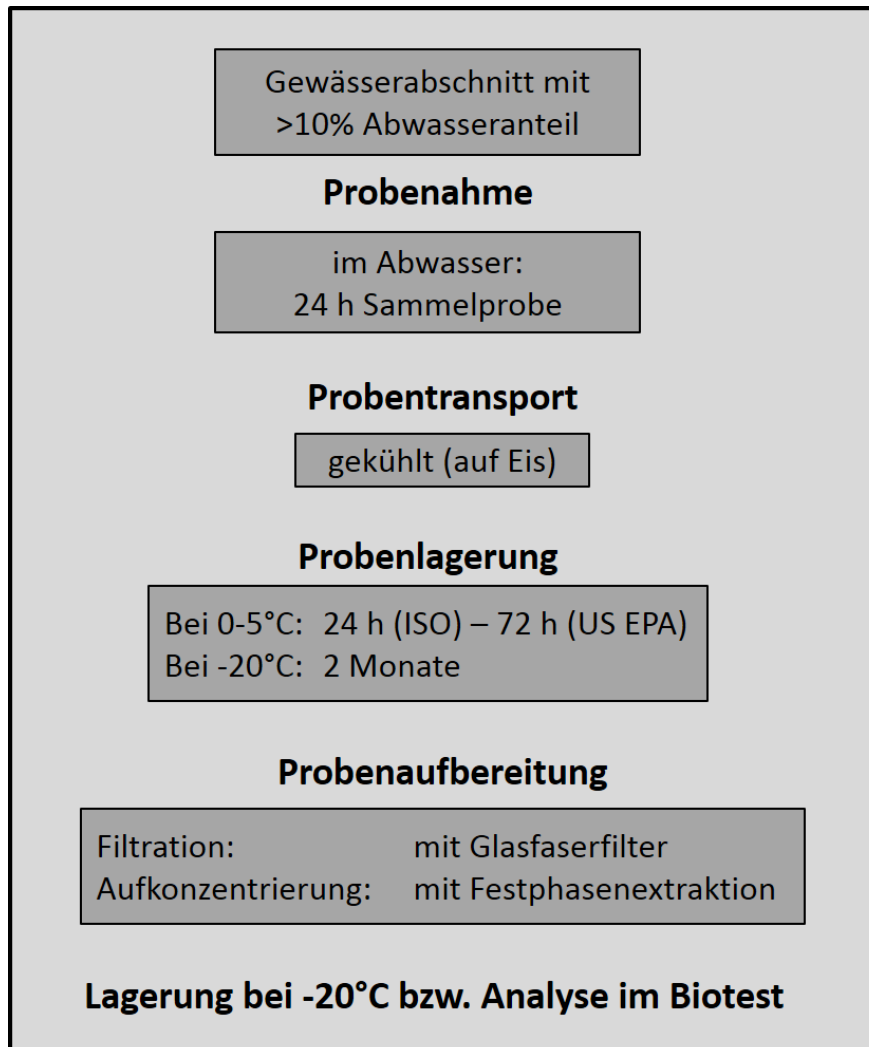 Gewässerabschnitt mit
>10% Abwasseranteil
Probenahme
im Abwasser:
24 h Sammelprobe
Probentransport
gekühlt (auf Eis)
Probenlagerung
Bei 0-5°C: 24 h (ISO) – 72 h (US EPA)
Bei -20°C: 2 Monate
Probenaufbereitung
Filtration: mit Glasfaserfilter
Aufkonzentrierung: mit Festphasenextraktion
Lagerung bei -20°C bzw. Analyse im Biotest